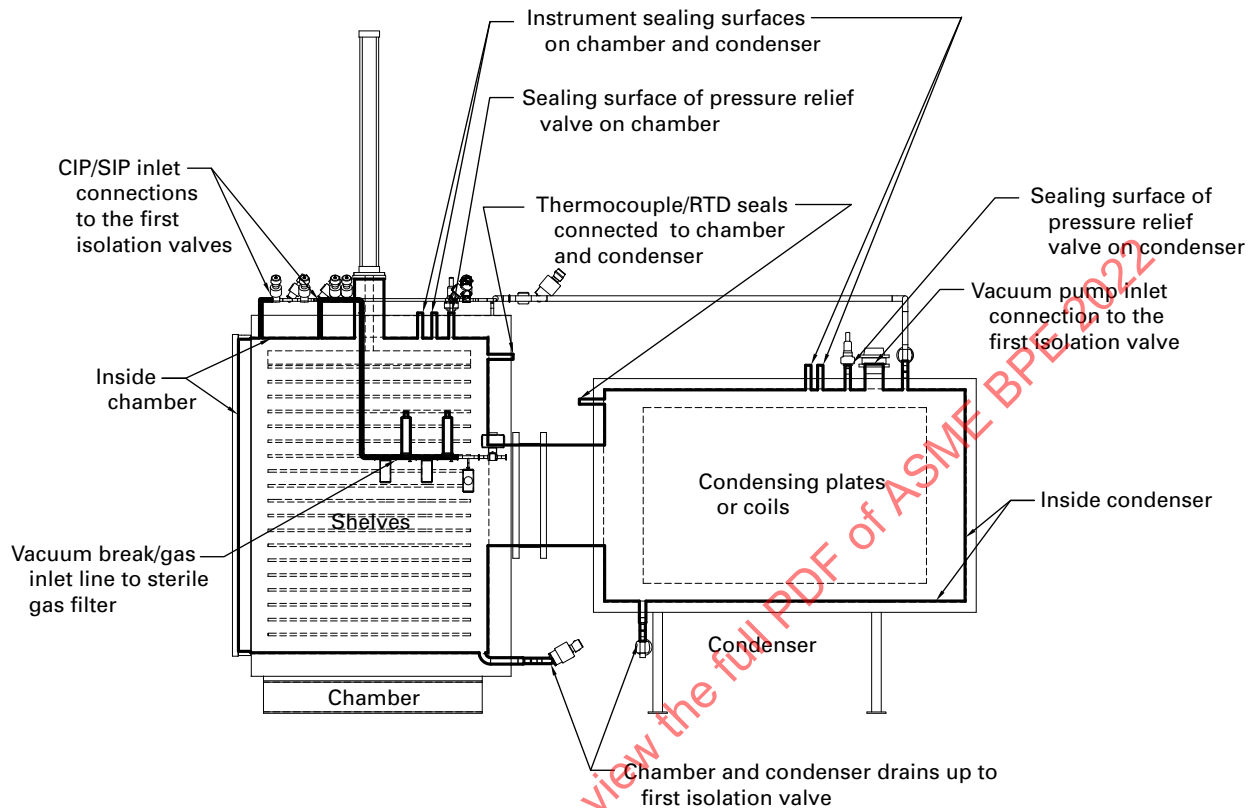 Instrument sealing surfaces
on chamber and condenser
Sealing surface of pressure relief
valve on chamber
CIP/SIP inlet
connections
to the first
isolation valves
Thermocouple/RTD seals
connected to chamber
and condenser
Sealing surface of
pressure relief
valve on condenser
Vacuum pump inlet
connection to the
first isolation valve
Inside
chamber
Condensing plates
or coils
Inside condenser
Shelves
Vacuum break/gas
inlet line to sterile
gas filter
Condenser
Chamber
Chamber and condenser drains up to
first isolation valve
view the full PDF of ASME BPE 2022